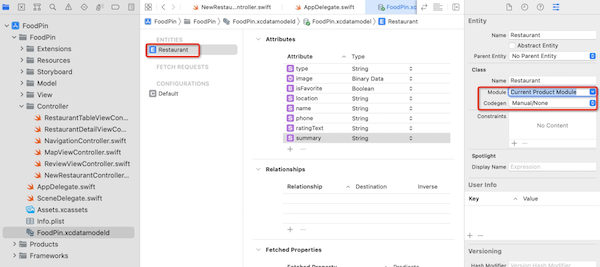 NewRestau...ntroller.swift
AppDelegate.swift
FoodPin.xcdatamodeld
FoodPin
FoodPin
Extensions
Resources
Storyboard
Model
View
Controller
RestaurantTableViewCo...
RestaurantDetailViewCo...
NavigationController.swift
MapViewController.swift
ReviewViewController.swift
NewRestaurantController...
AppDelegate.swift
SceneDelegate.swift
Assets.xcassets
Info.plist
FoodPin.xcdatamodeld
Products
Frameworks
FoodPin
FoodPin
FoodPin.xcdatamodeld
FoodPin.xcdatamodel
Restaurant
ENTITIES
E Restaurant
FETCH REQUESTS
CONFIGURATIONS
Default
Attributes
Attribute Type
S type String
image Binary Data
isFavorite Boolean
S location String
S name String
S phone String
S ratingText String
S summary String
+ −
Relationships
Relationship Destination Inverse
+ −
Fetched Properties
Entity
Name Restaurant
Abstract Entity
Parent Entity No Parent Entity
Class
Name Restaurant
Module Current Product Module
Codegen Manual/None
Constraints
No Content
+ −
Spotlight
Display Name Expression
User Info
Key Value
+ −
Versioning